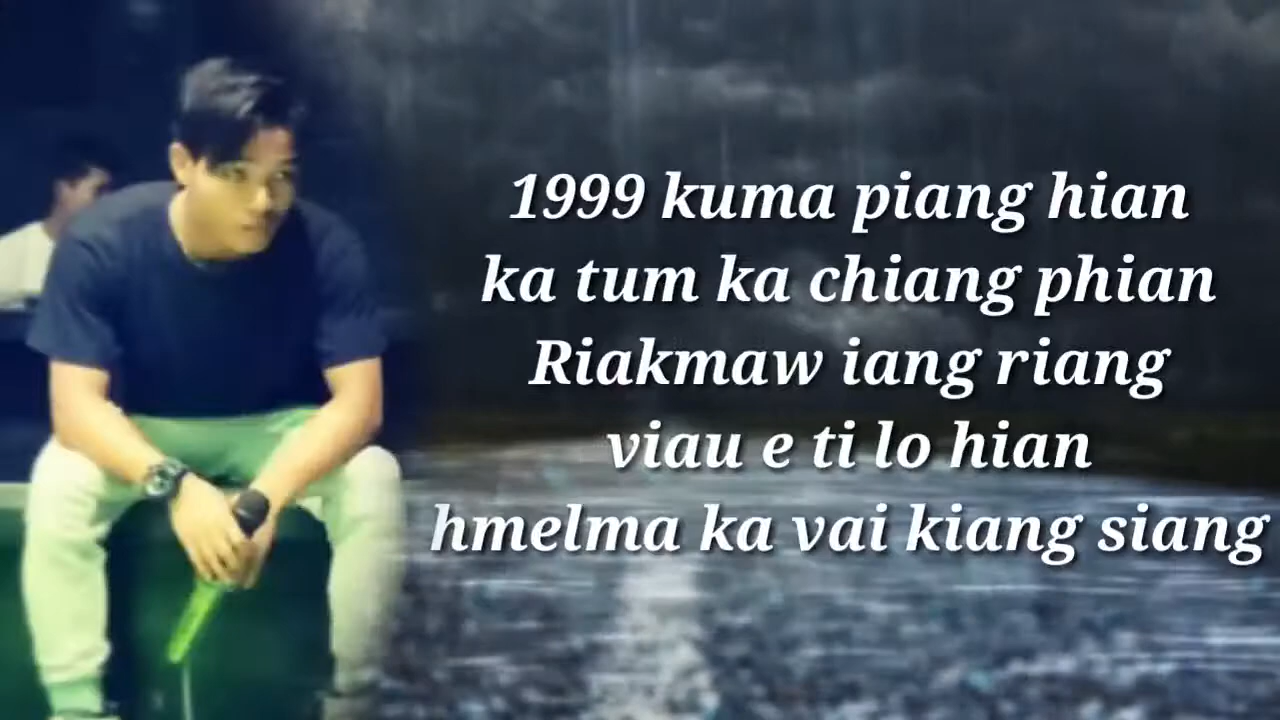 1999 kuma piang hian
ka tum ka chiang phian
Riakmaw iang riang
viau e ti lo hian
hmelma ka vai kiang siang